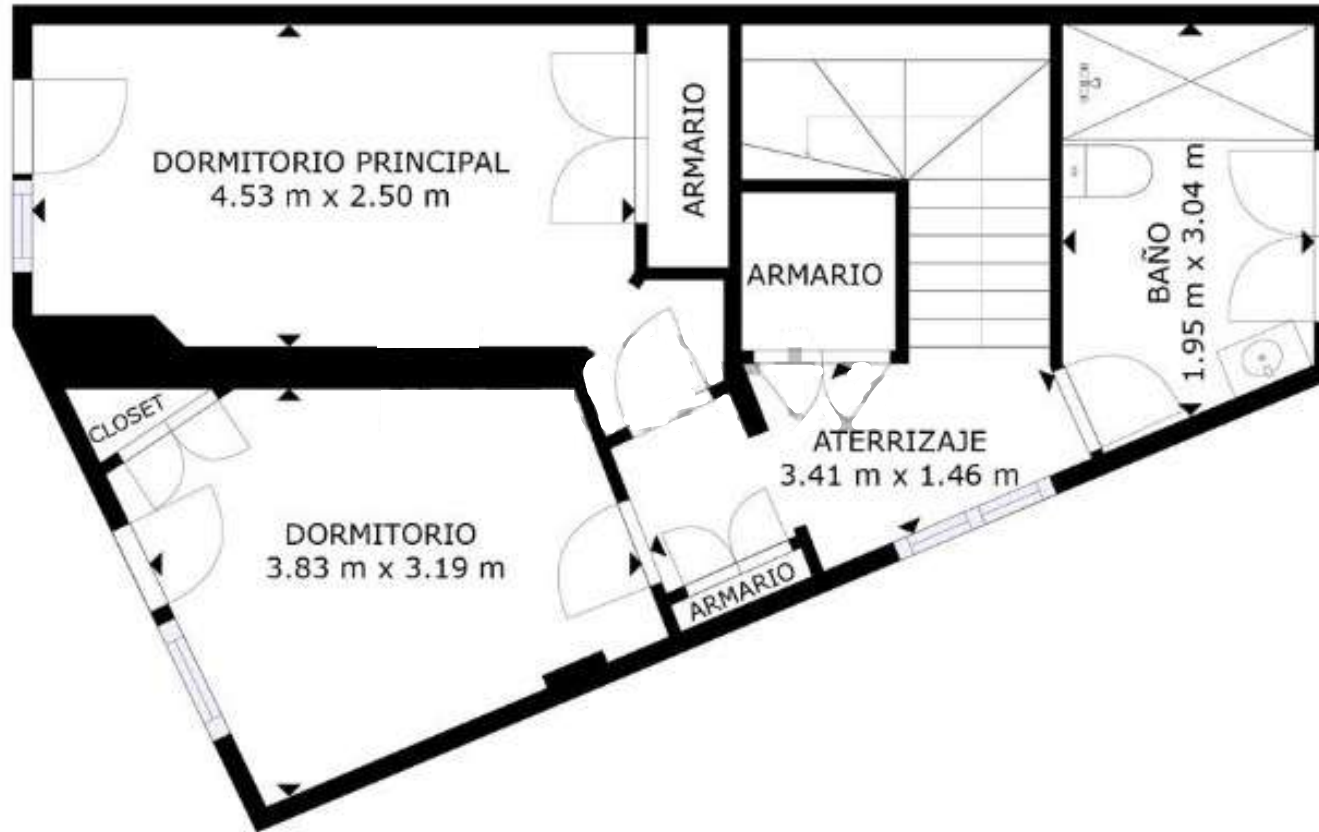 DORMITORIO PRINCIPAL
4.53 m x 2.50 m
ARMARIO
ARMARIO
BAÑO
1.95 m x 3.04 m
CLOSET
ATERRIZAJE
3.41 m x 1.46 m
DORMITORIO
3.83 m x 3.19 m
ARMARIO